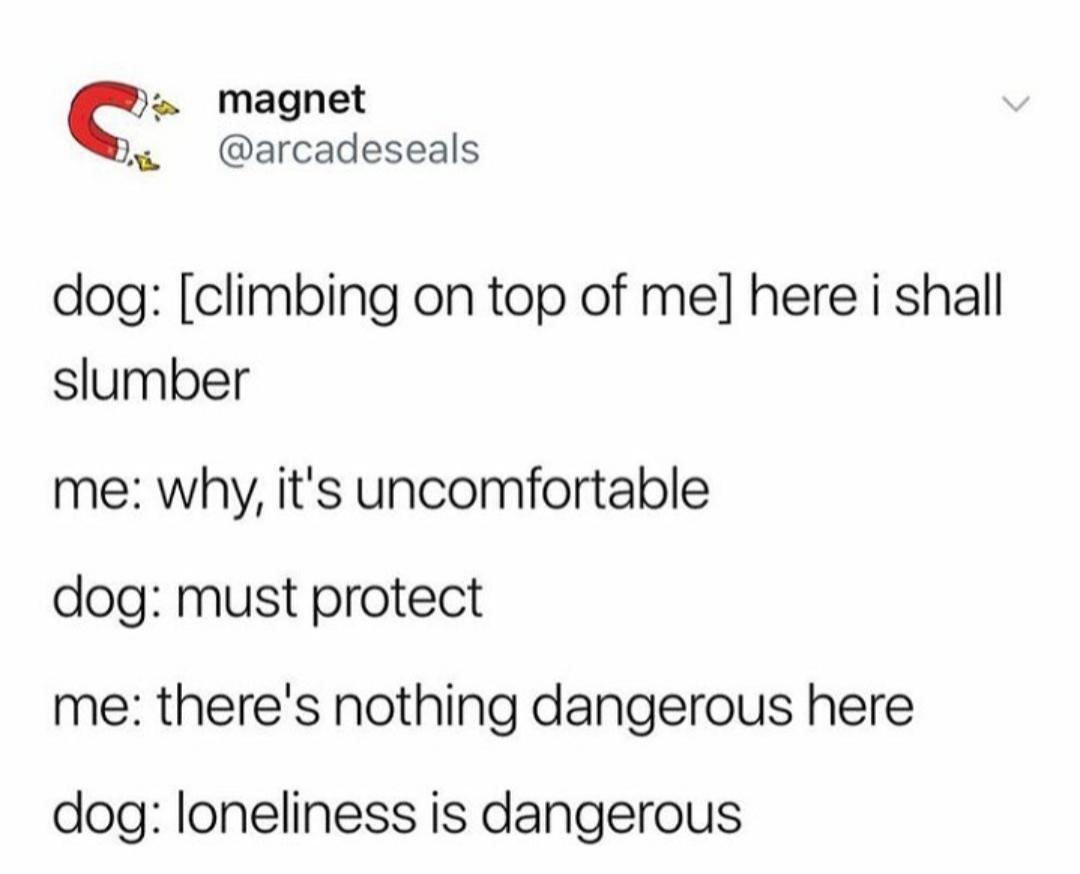 magnet
@arcadeseals
dog: [climbing on top of me] here i shall
slumber
me: why, it's uncomfortable
dog: must protect
me: there's nothing dangerous here
dog: loneliness is dangerous